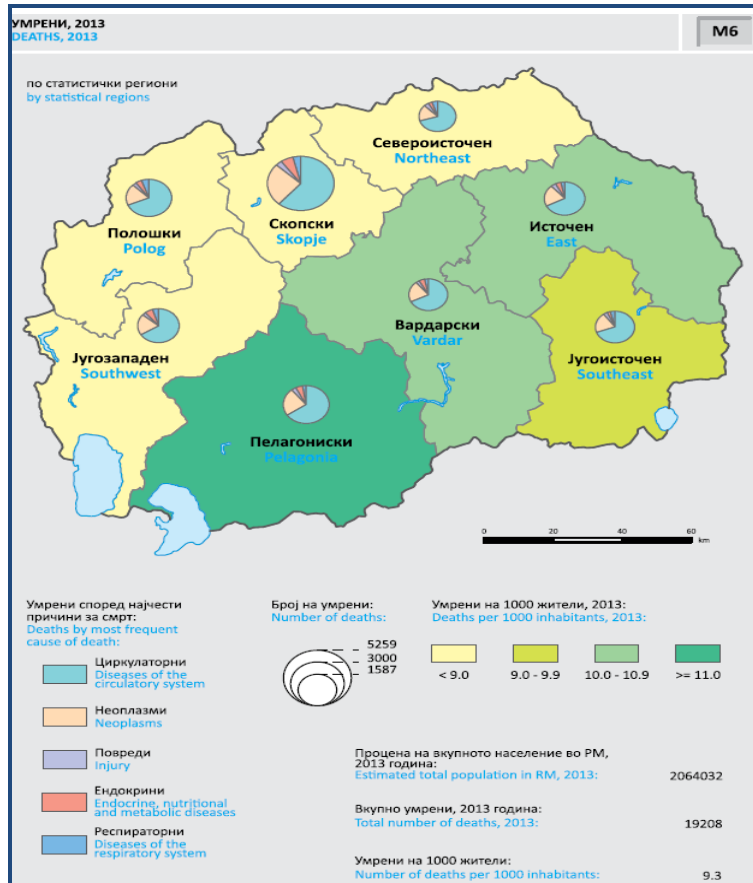 УМРЕНИ, 2013
DEATHS, 2013
M6
по статистички региони
by statistical regions
Североисточен
Northeast
Полошки
Polog
Скопски
Skopje
Источен
East
Вардарски
Vardar
Југозападен
Southwest
Југоисточен
Southeast
Пелагониски
Pelagonia
0 20 40 60
km
Умрени според најчести
причини за смрт:
Deaths by most frequent
cause of death:
Циркулаторни
Diseases of the
circulatory system
Неоплазми
Neoplasms
Повреди
Injury
Ендокрини
Endocrine, nutritional
and metabolic diseases
Респираторни
Diseases of the
respiratory system
Број на умрени:
Number of deaths:
5259
3000
1587
Умрени на 1000 жители, 2013:
Deaths per 1000 inhabitants, 2013:
< 9.0 9.0 - 9.9 10.0 - 10.9 >= 11.0
Процена на вкупното население во РМ,
2013 година:
Estimated total population in RM, 2013: 2064032
Вкупно умрени, 2013 година:
Total number of deaths, 2013: 19208
Умрени на 1000 жители:
Number of deaths per 1000 inhabitants: 9.3